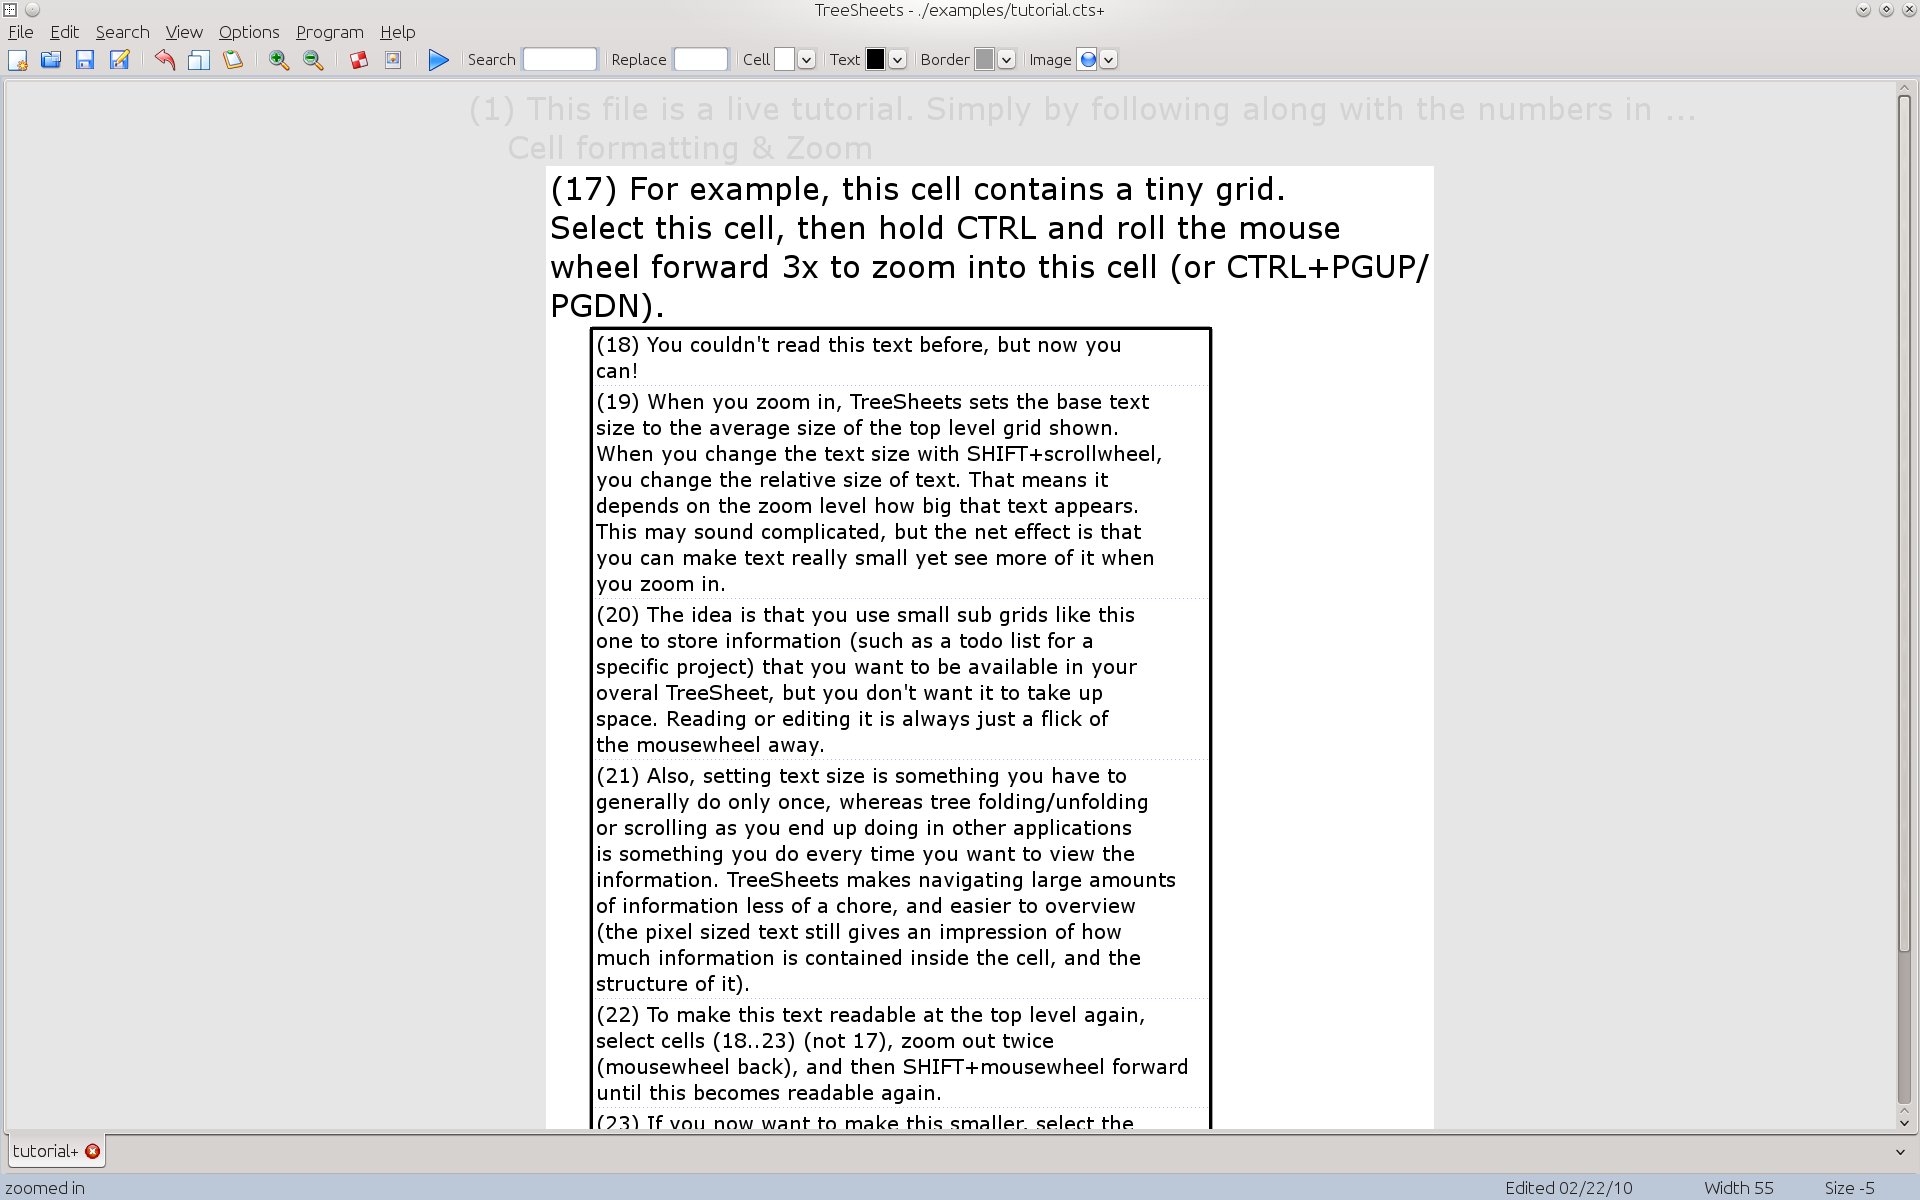 TreeSheets - ./examples/tutorial.cts+
File Edit Search View Options Program Help
Search Replace Cell Text Border Image
(1) This file is a live tutorial. Simply by following along with the numbers in ...
Cell formatting & Zoom
(17) For example, this cell contains a tiny grid.
Select this cell, then hold CTRL and roll the mouse
wheel forward 3x to zoom into this cell (or CTRL+PGUP/
PGDN).
(18) You couldn't read this text before, but now you
can!
(19) When you zoom in, TreeSheets sets the base text
size to the average size of the top level grid shown.
When you change the text size with SHIFT+scrollwheel,
you change the relative size of text. That means it
depends on the zoom level how big that text appears.
This may sound complicated, but the net effect is that
you can make text really small yet see more of it when
you zoom in.
(20) The idea is that you use small sub grids like this
one to store information (such as a todo list for a
specific project) that you want to be available in your
overal TreeSheet, but you don't want it to take up
space. Reading or editing it is always just a flick of
the mousewheel away.
(21) Also, setting text size is something you have to
generally do only once, whereas tree folding/unfolding
or scrolling as you end up doing in other applications
is something you do every time you want to view the
information. TreeSheets makes navigating large amounts
of information less of a chore, and easier to overview
(the pixel sized text still gives an impression of how
much information is contained inside the cell, and the
structure of it).
(22) To make this text readable at the top level again,
select cells (18..23) (not 17), zoom out twice
(mousewheel back), and then SHIFT+mousewheel forward
until this becomes readable again.
(23) If you now want to make this smaller, select the
tutorial+
zoomed in Edited 02/22/10 Width 55 Size -5